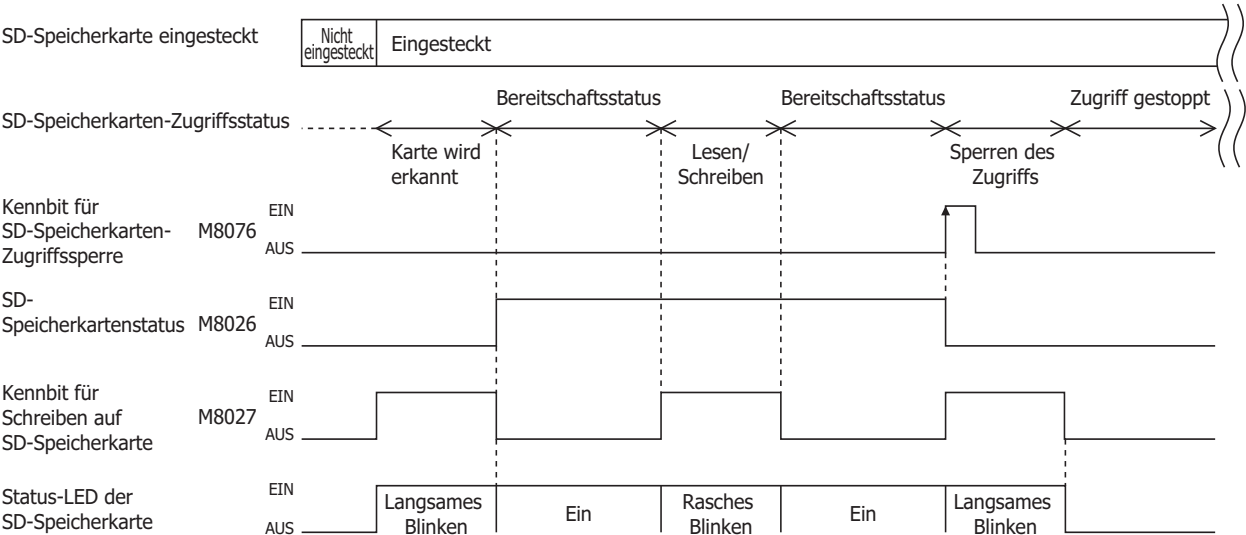 SD-Speicherkarte eingesteckt
Nicht
eingesteckt
Eingesteckt
SD-Speicherkarten-Zugriffsstatus
Bereitschaftsstatus
Bereitschaftsstatus
Zugriff gestoppt
Karte wird
erkannt
Lesen/
Schreiben
Sperren des
Zugriffs
Kennbit für
SD-Speicherkarten-
Zugriffssperre
M8076
EIN
AUS
SD-
Speicherkartenstatus
M8026
EIN
AUS
Kennbit für
Schreiben auf
SD-Speicherkarte
M8027
EIN
AUS
Status-LED der
SD-Speicherkarte
EIN
AUS
Langsames
Blinken
Ein
Rasches
Blinken
Ein
Langsames
Blinken